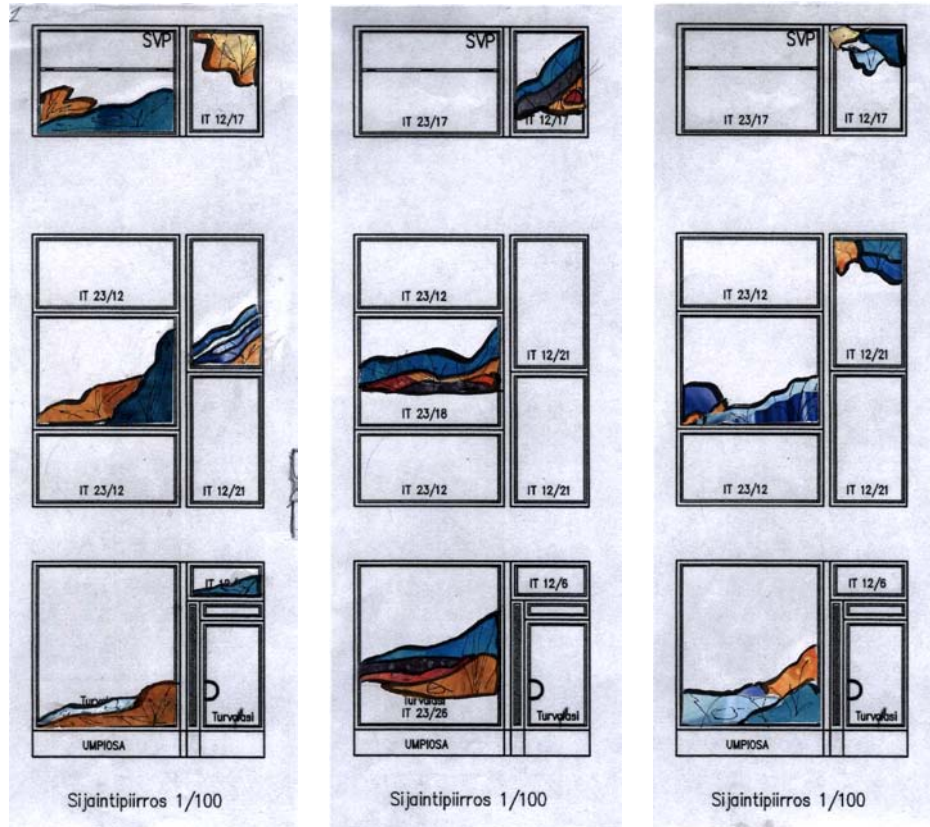 SVP
IT 12/17
IT 23/12
IT 23/12
IT 12/21
Turvalasi
UMPIOSA
Sijaintipiirros 1/100
SVP
IT 23/17
IT 12/17
IT 23/12
IT 12/21
IT 23/18
IT 23/12
IT 12/21
IT 12/6
Turvalasi
IT 23/26
Turvalasi
UMPIOSA
Sijaintipiirros 1/100
SVP
IT 23/17
IT 12/17
IT 23/12
IT 12/21
IT 23/12
IT 12/21
IT 12/6
Turvalasi
UMPIOSA
Sijaintipiirros 1/100